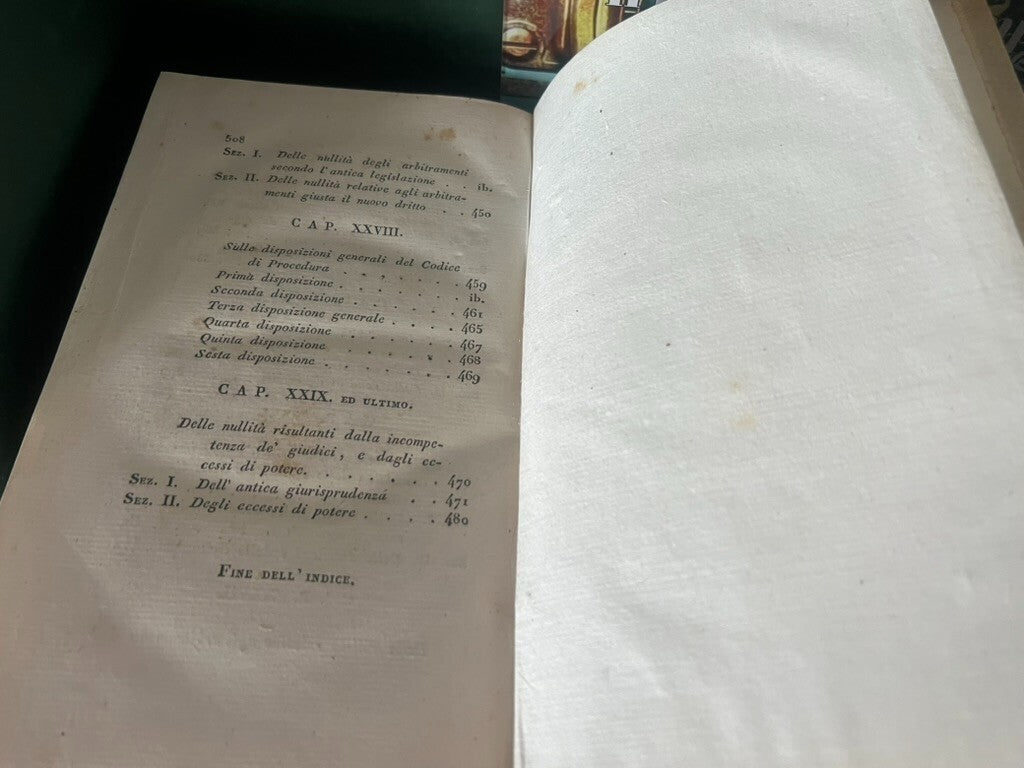 508
Sez. I. Delle nullità degli arbitramenti
secondo l'antica legislazione . . ib.
Sez. II. Delle nullità relative agli arbitra-
menti giusta il nuovo dritto . . 450
CAP. XXVIII.
Sulle disposizioni generali del Codice
di Procedura . . , . . . . 459
Prima disposizione . . . . . . . ib.
Seconda disposizione . . . . . . 461
Terza disposizione generale . . . . 465
Quarta disposizione . . . . . . 467
Quinta disposizione . . . . . . 468
Sesta disposizione . . . . . . . 469
CAP. XXIX. ED ULTIMO.
Delle nullità risultanti dalla incompe-
tenza de' giudici, e dagli ec-
cessi di potere. . . . . . . 470
Sez. I. Dell' antica giurisprudenza . . 471
Sez. II. Degli eccessi di potere . . . . 480
Fine dell' indice.